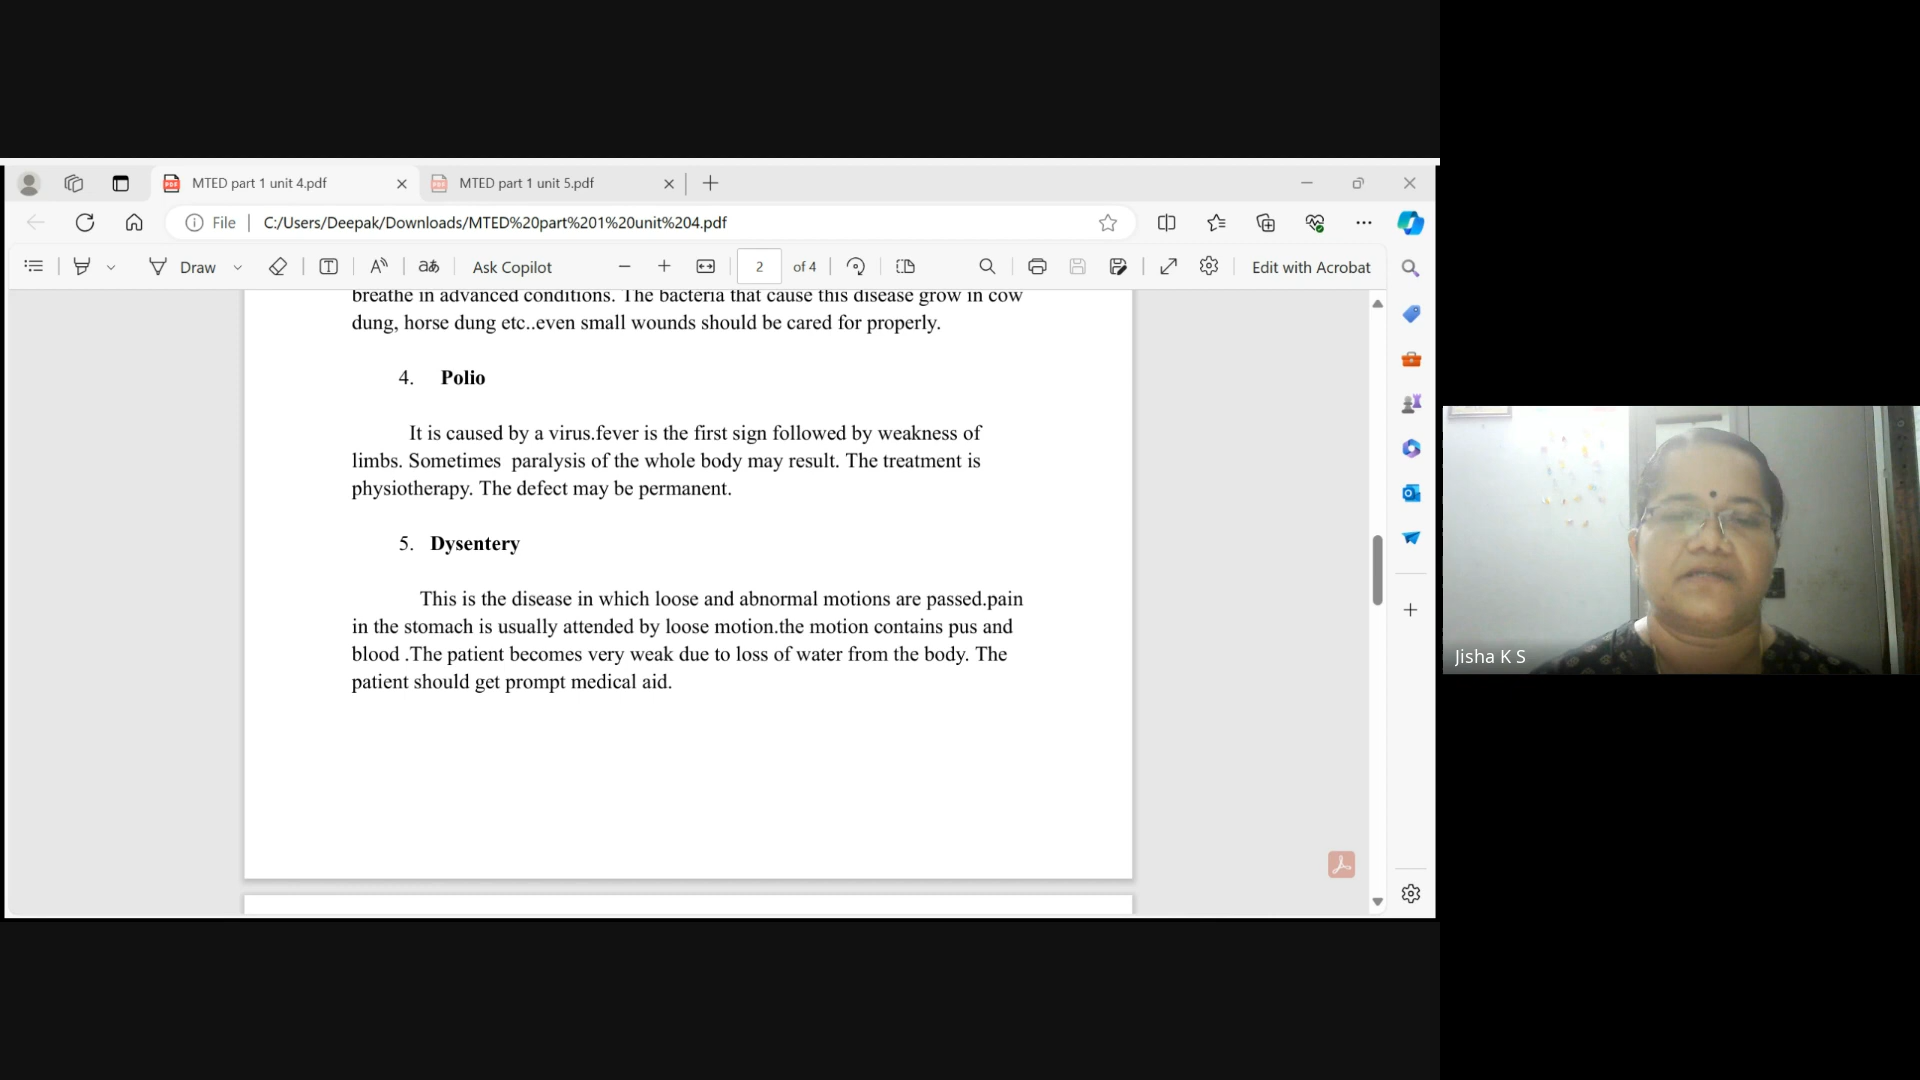 MTED part 1 unit 4.pdf
MTED part 1 unit 5.pdf
File
C:/Users/Deepak/Downloads/MTED%20part%201%20unit%204.pdf
Draw
aあ
Ask Copilot
2
of 4
Edit with Acrobat
breathe in advanced conditions. The bacteria that cause this disease grow in cow
dung, horse dung etc..even small wounds should be cared for properly.
4. Polio
It is caused by a virus.fever is the first sign followed by weakness of
limbs. Sometimes paralysis of the whole body may result. The treatment is
physiotherapy. The defect may be permanent.
5. Dysentery
This is the disease in which loose and abnormal motions are passed.pain
in the stomach is usually attended by loose motion.the motion contains pus and
blood .The patient becomes very weak due to loss of water from the body. The
patient should get prompt medical aid.
Jisha K S